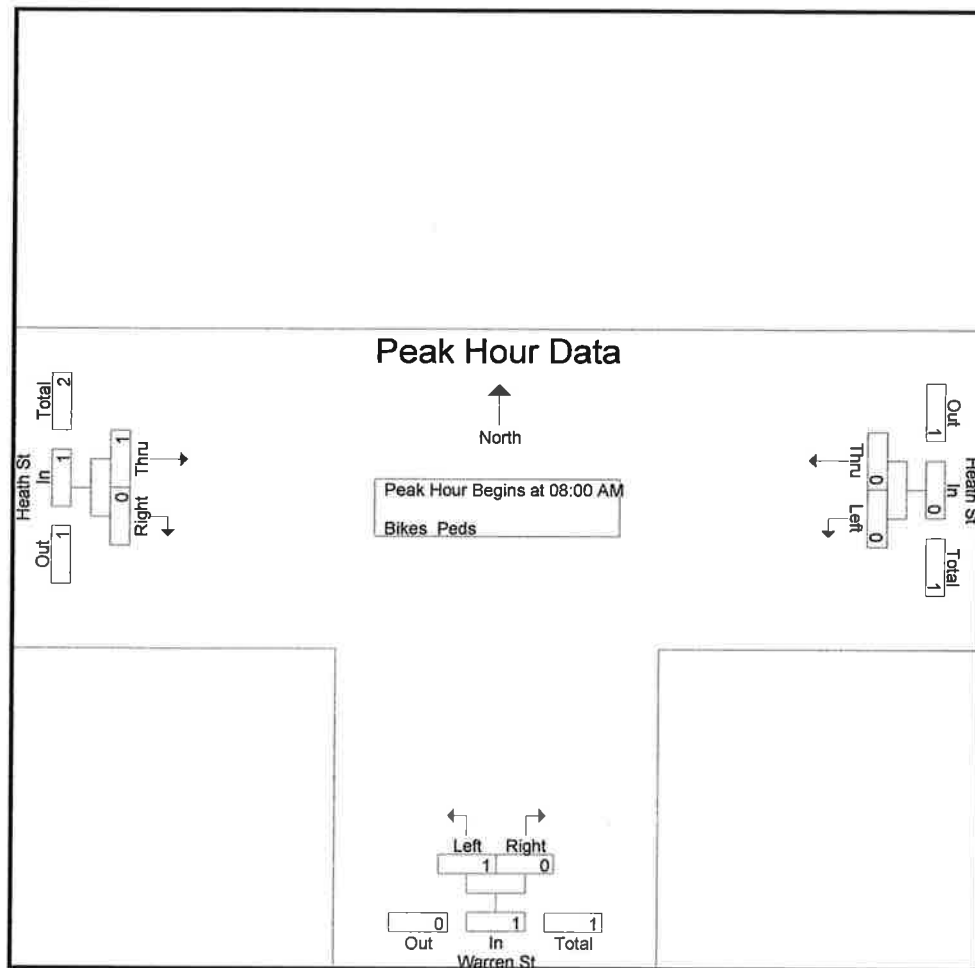 Peak Hour Data
North
Peak Hour Begins at 08:00 AM
Bikes Peds
Heath St
Total
2
In
1
Out
1
1
Thru
0
Right
Heath St
Out
1
In
0
Total
1
Thru
0
Left
0
Left Right
1 0
0 1 1
Out In Total
Warren St